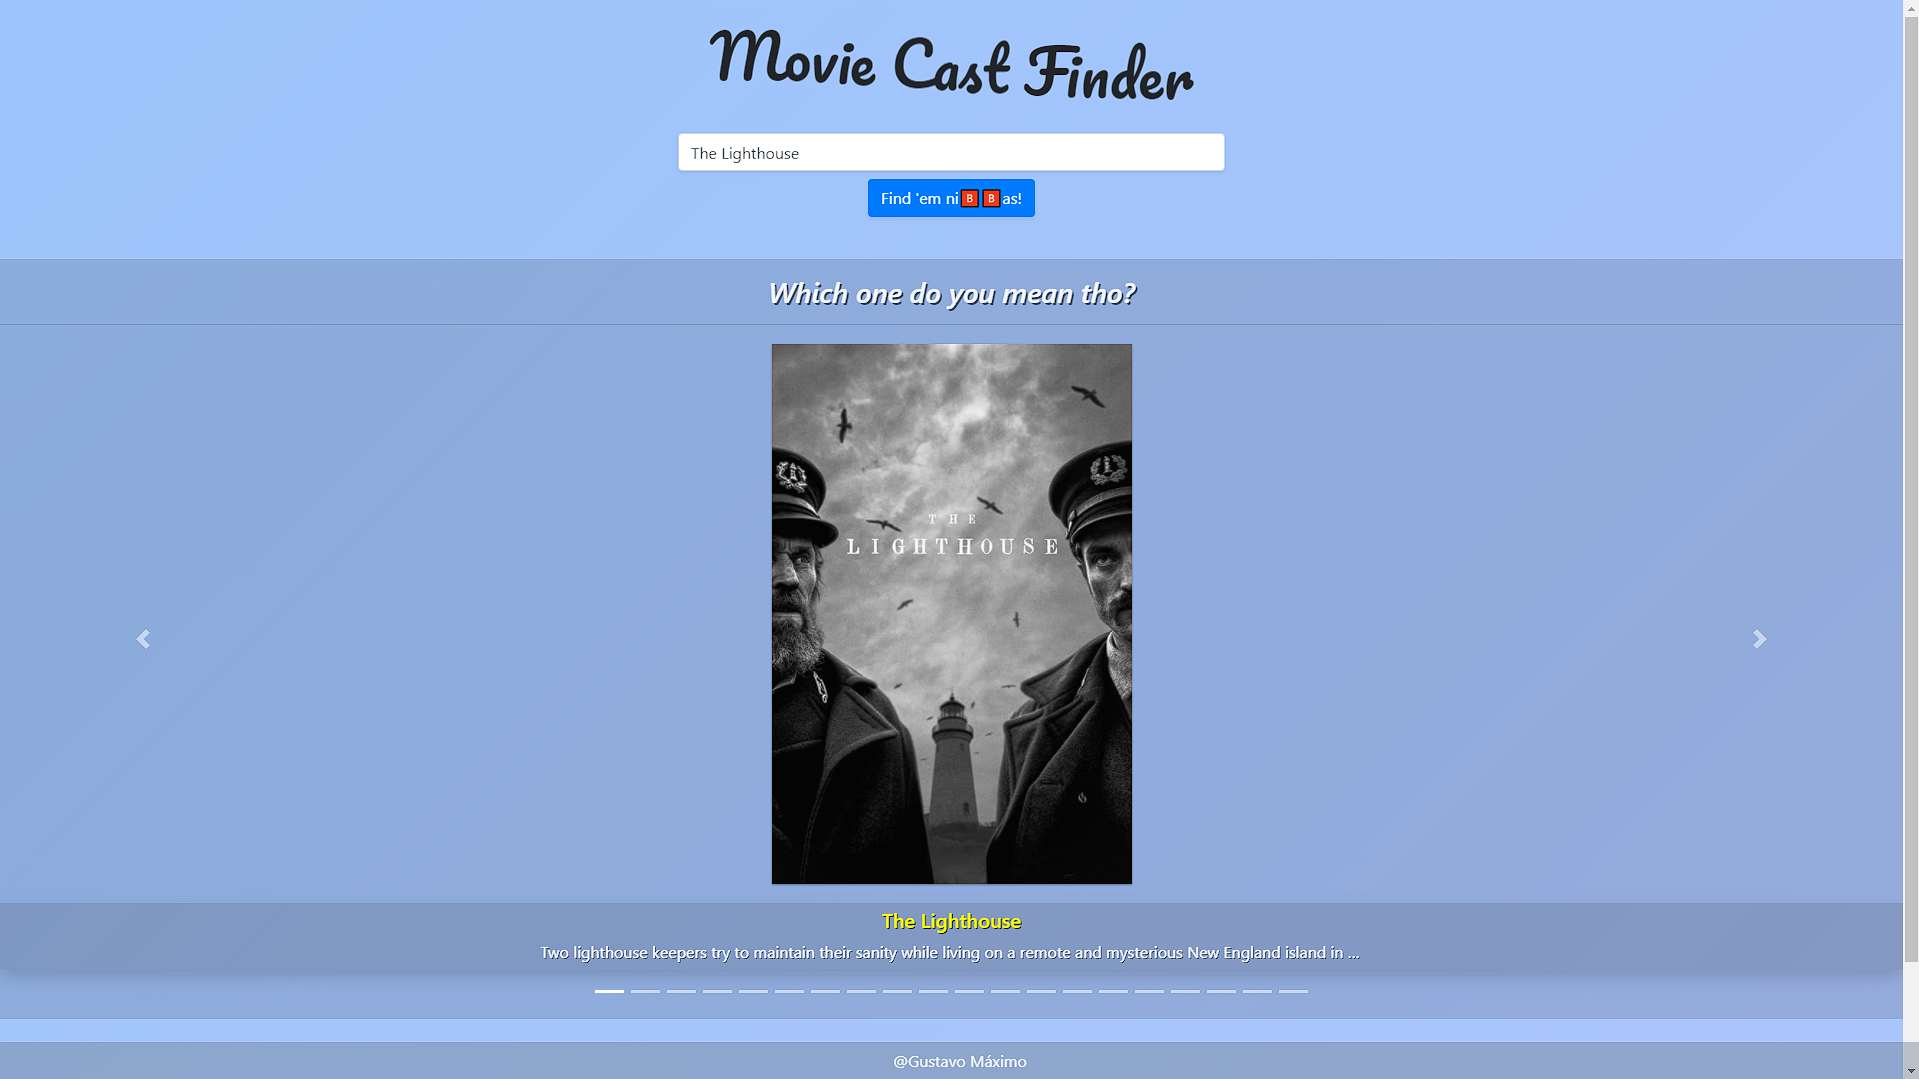 Movie Cast Finder
The Lighthouse
Find 'em ni🅱🅱as!
Which one do you mean tho?
THE
LIGHTHOUSE
The Lighthouse
Two lighthouse keepers try to maintain their sanity while living on a remote and mysterious New England island in ...
@Gustavo Máximo